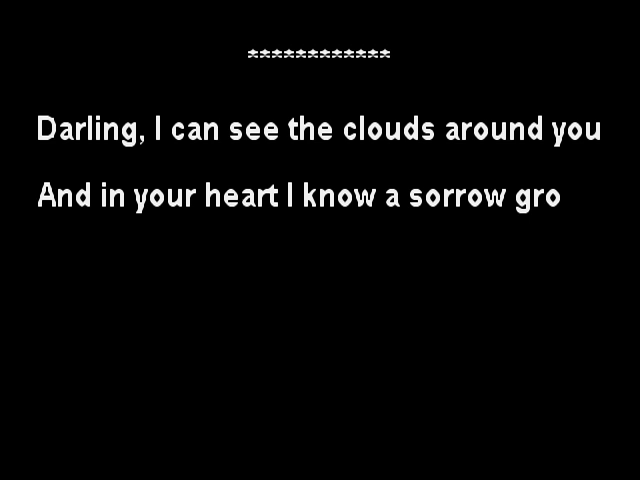 ************
Darling, I can see the clouds around you
And in your heart I know a sorrow gro